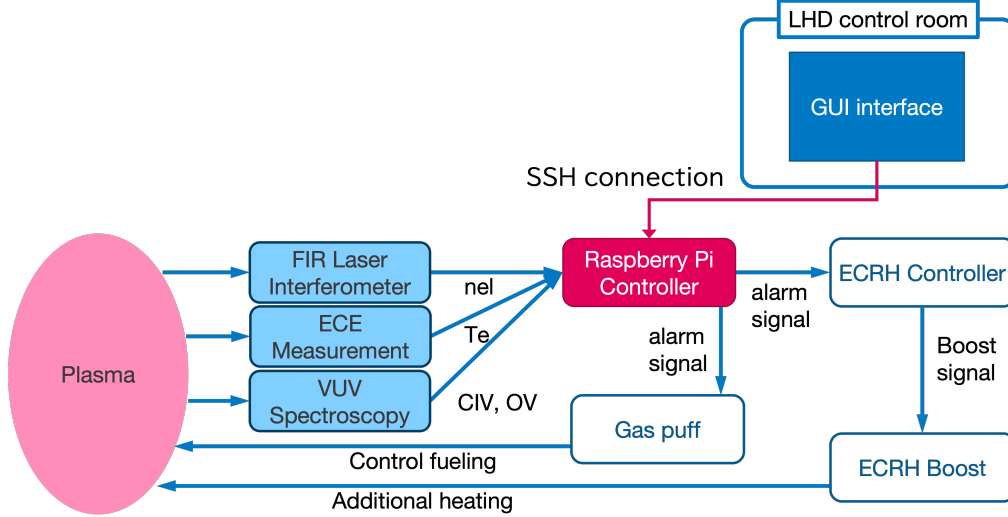 LHD control room
GUI interface
SSH connection
FIR Laser
Interferometer
nel
Raspberry Pi
Controller
alarm
signal
ECRH Controller
ECE
Measurement
Te
alarm
signal
Boost
signal
Plasma
VUV
Spectroscopy
CIV, OV
Gas puff
Control fueling
ECRH Boost
Additional heating